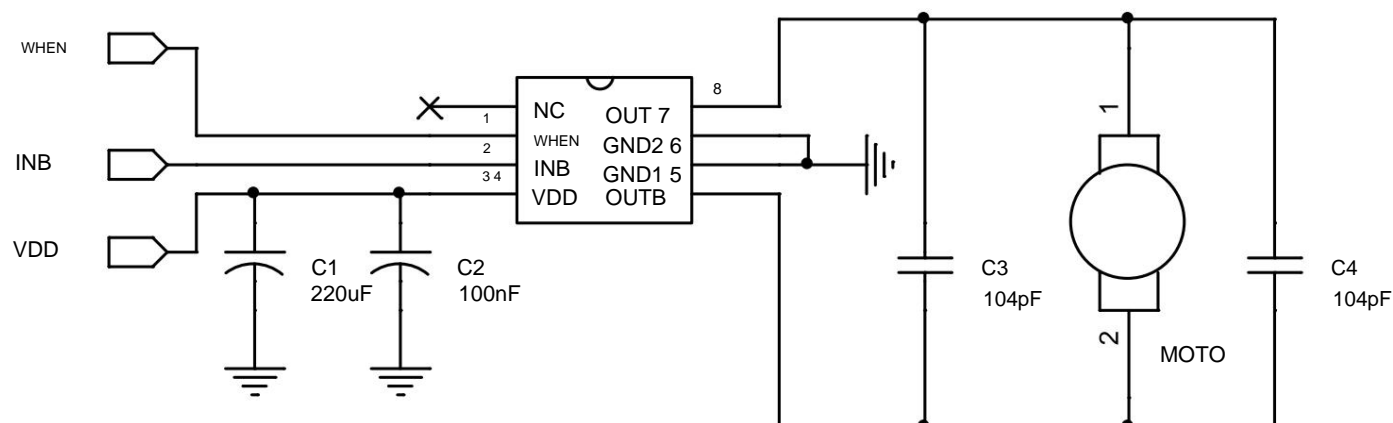 WHEN
INB
VDD
1
2
3 4
NC
WHEN
INB
VDD
OUT 7
GND2 6
GND1 5
OUTB
8
C1
220uF
C2
100nF
C3
104pF
1
2
MOTO
C4
104pF